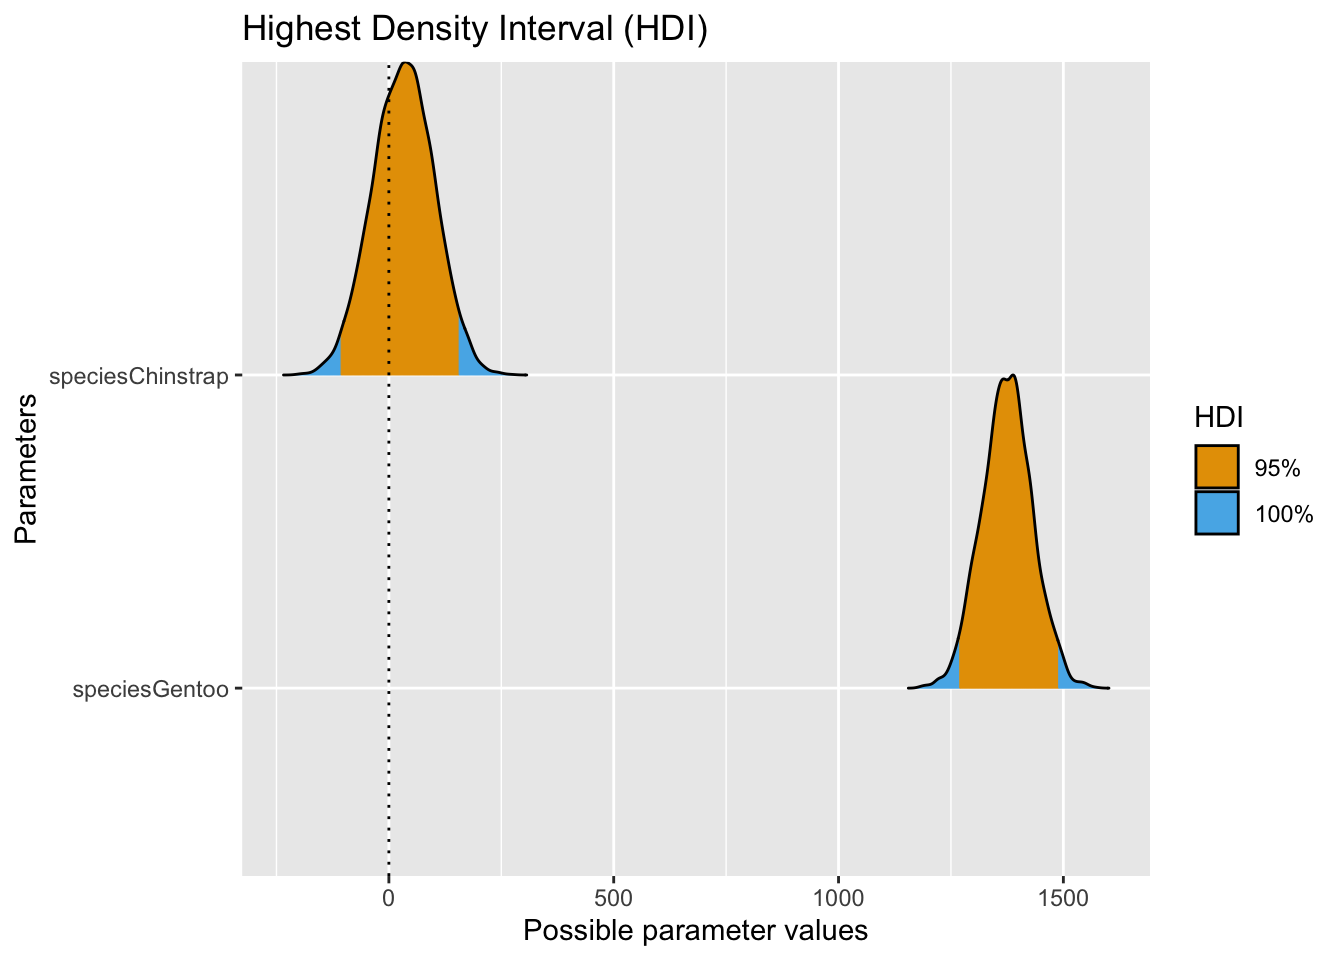 Highest Density Interval (HDI)
Parameters
speciesChinstrap
speciesGentoo
0
500
1000
1500
Possible parameter values
HDI
95%
100%